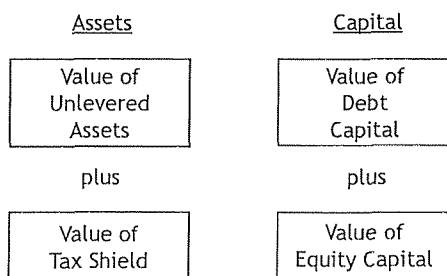 Assets
Capital
Value of
Unlevered
Assets
Value of
Debt
Capital
plus
plus
Value of
Tax Shield
Value of
Equity Capital